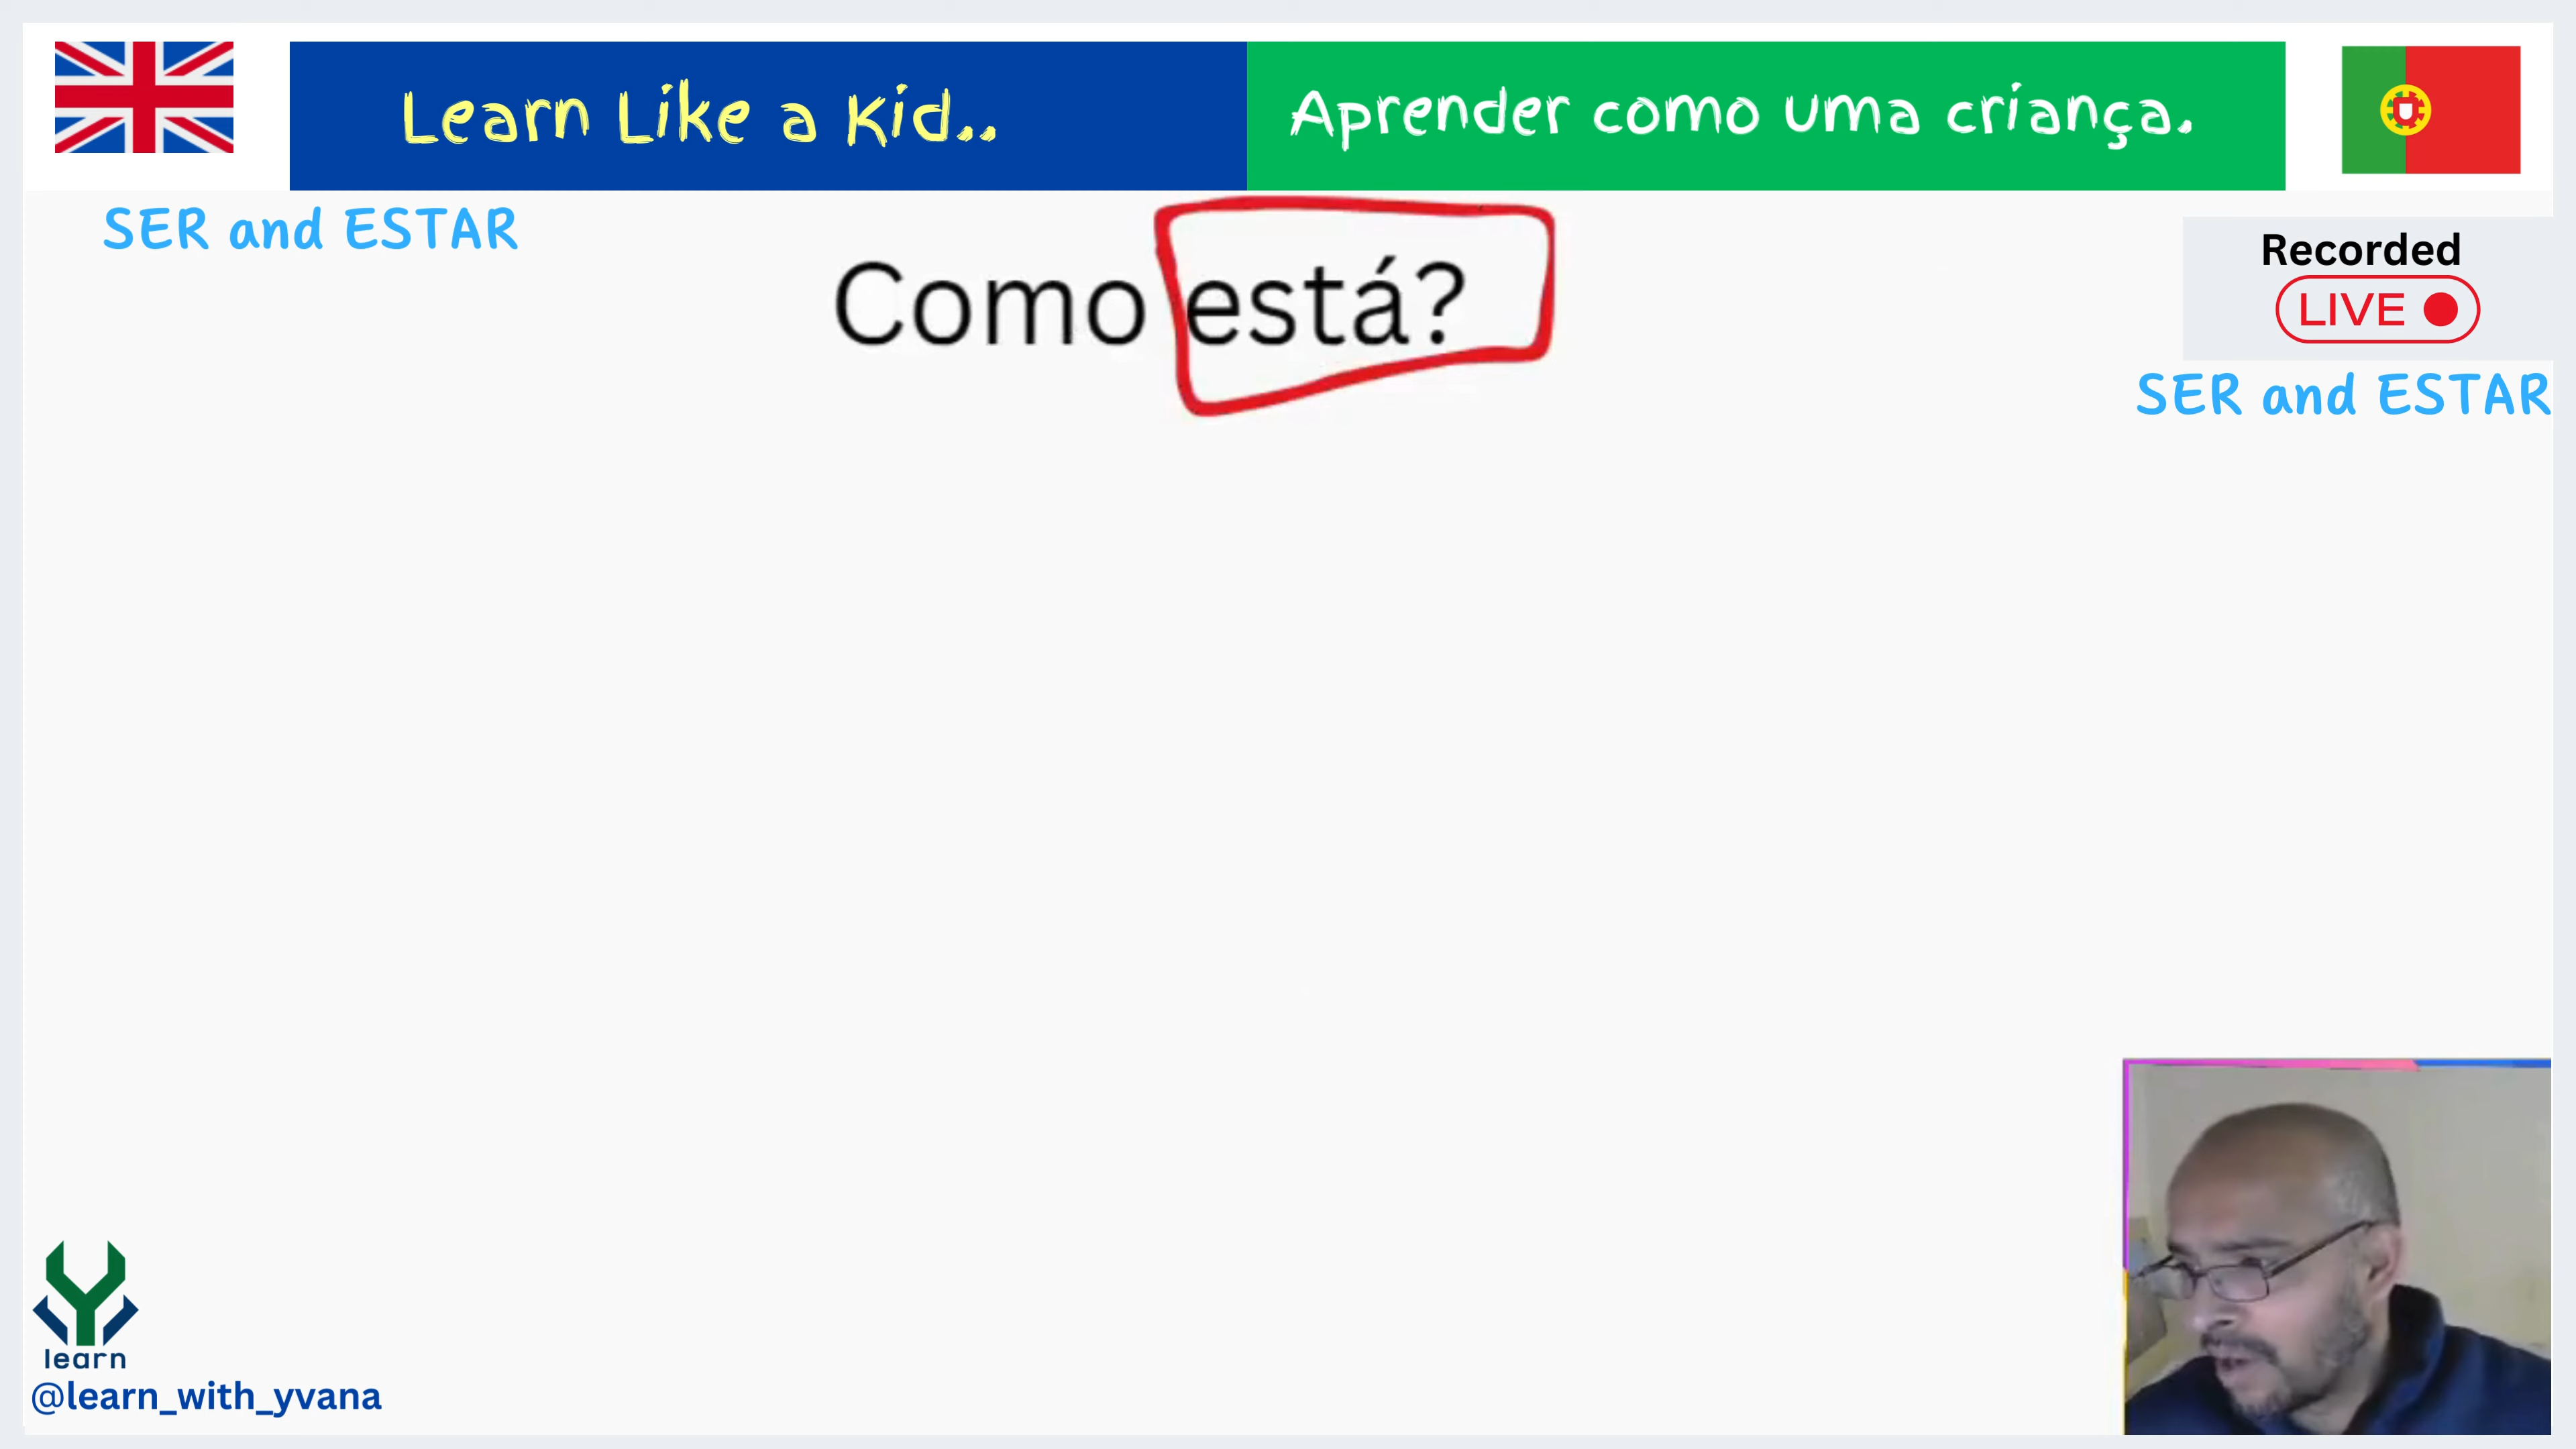 Learn Like a Kid..
Aprender como uma criança.
SER and ESTAR
Como está?
Recorded
LIVE
SER and ESTAR
learn
@learn_with_yvana